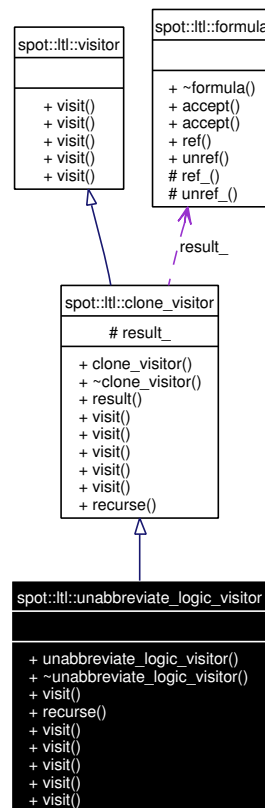 spot::ltl::visitor
+ visit()
+ visit()
+ visit()
+ visit()
+ visit()
spot::ltl::formula
+ ~formula()
+ accept()
+ accept()
+ ref()
+ unref()
# ref_()
# unref_()
result_
spot::ltl::clone_visitor
# result_
+ clone_visitor()
+ ~clone_visitor()
+ result()
+ visit()
+ visit()
+ visit()
+ visit()
+ visit()
+ recurse()
spot::ltl::unabbreviate_logic_visitor
+ unabbreviate_logic_visitor()
+ ~unabbreviate_logic_visitor()
+ visit()
+ recurse()
+ visit()
+ visit()
+ visit()
+ visit()
+ visit()